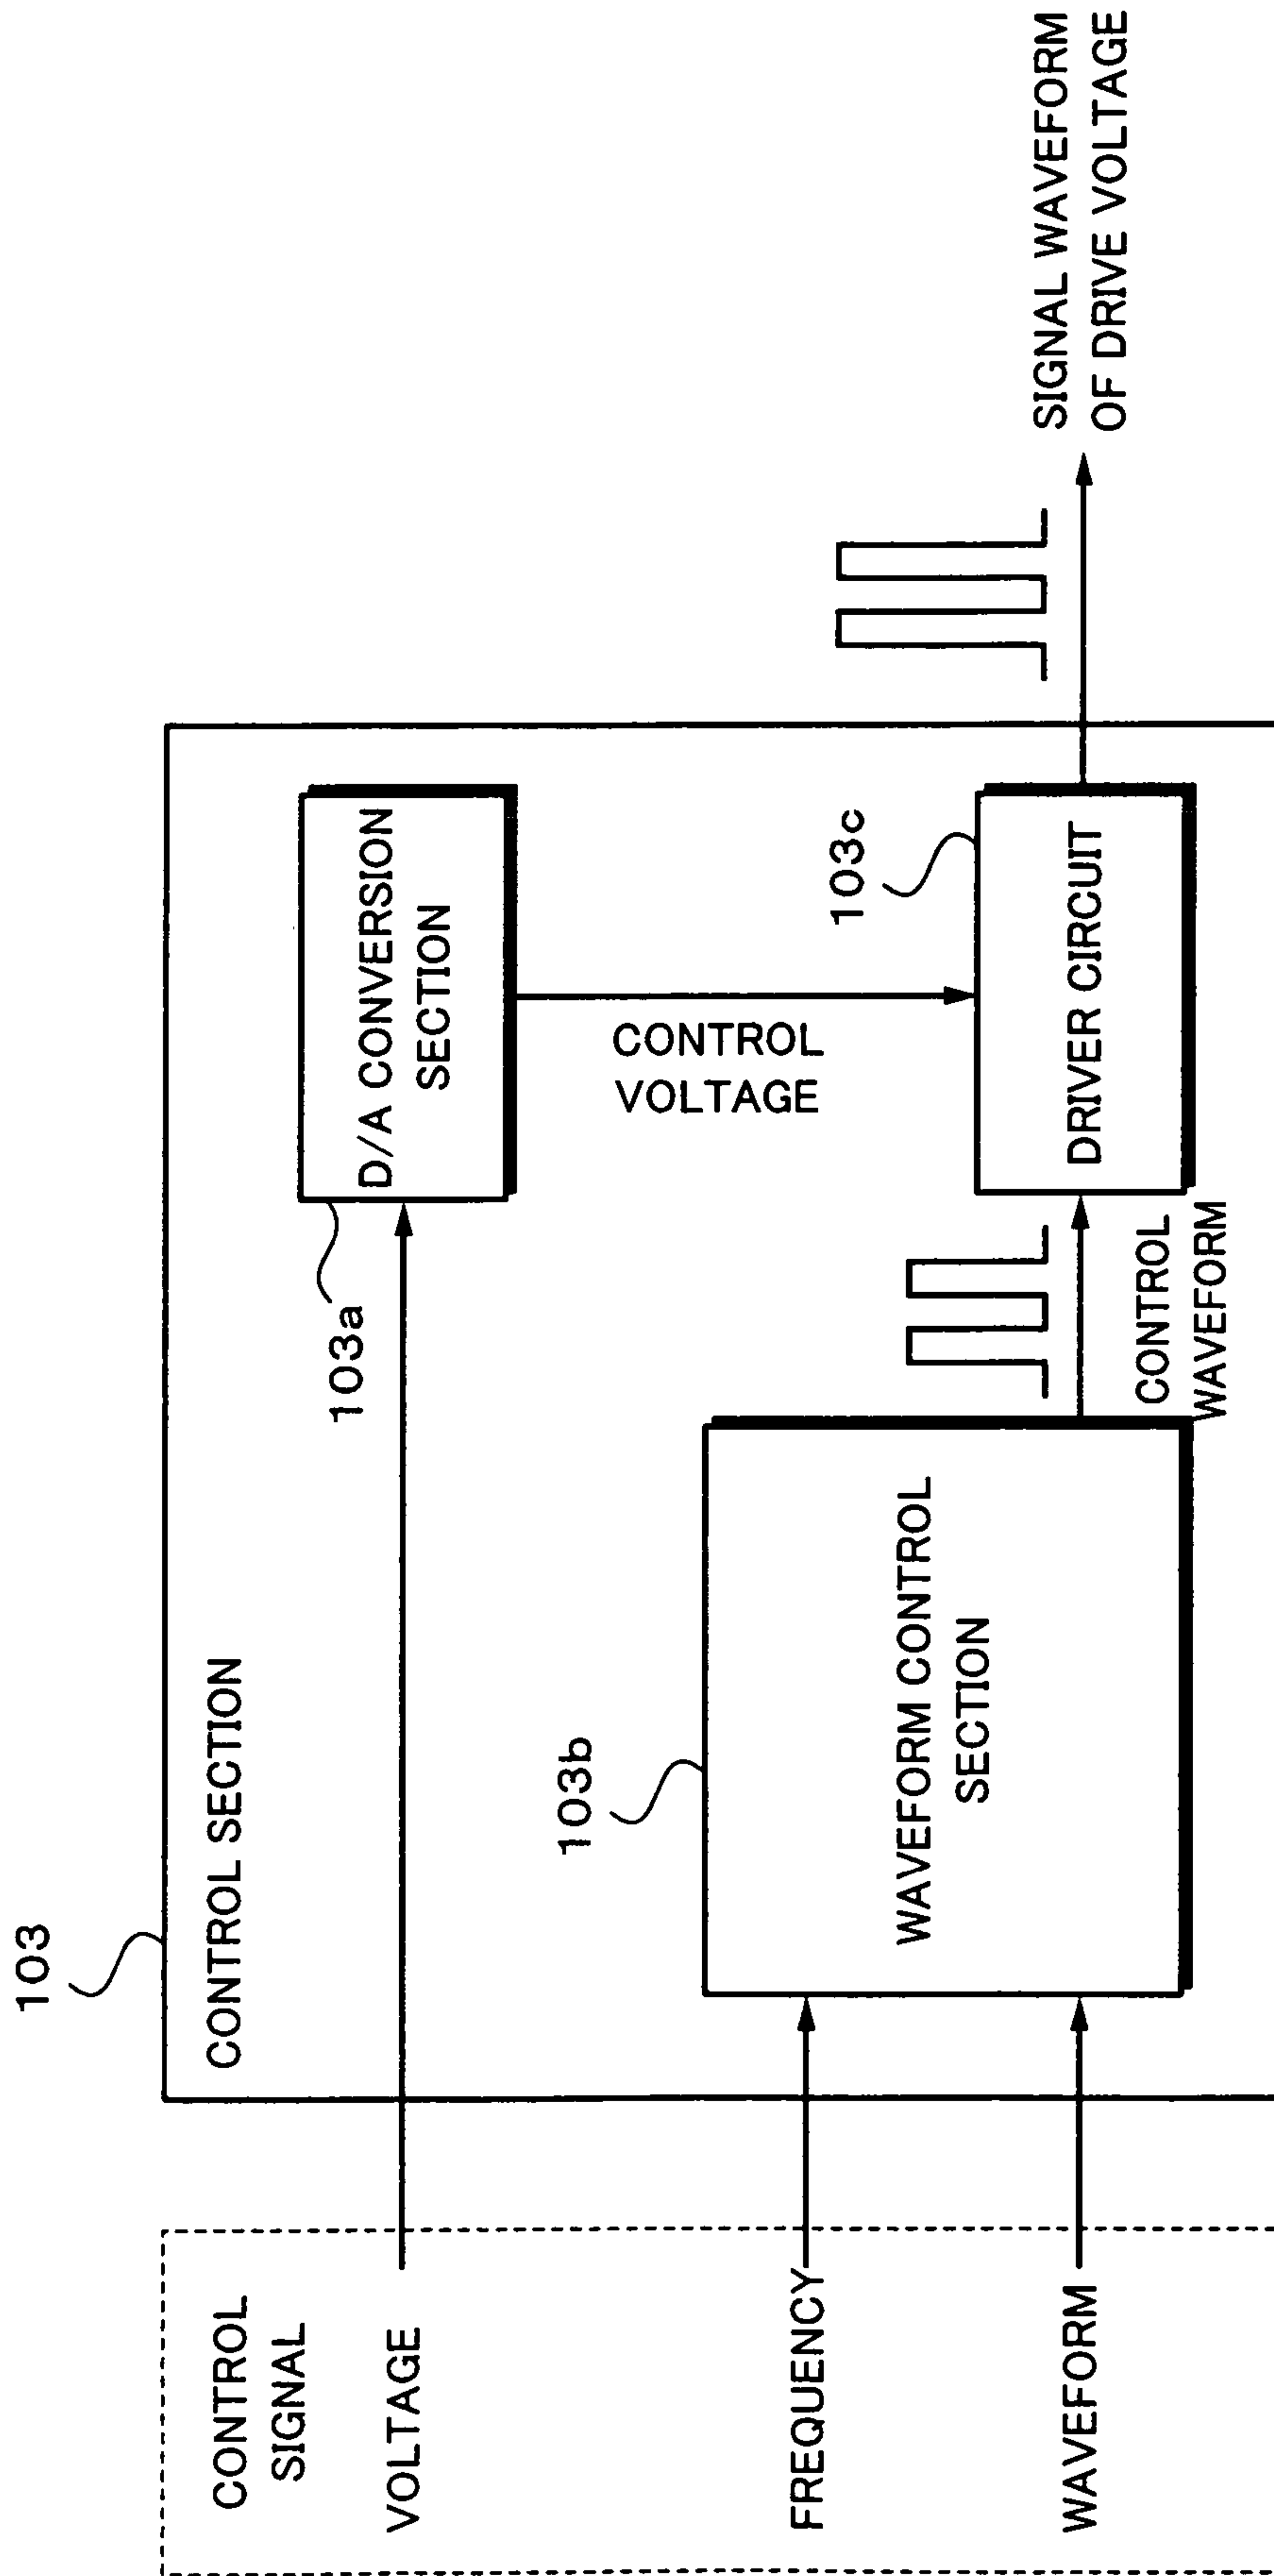 103
CONTROL SECTION
CONTROL
SIGNAL
VOLTAGE
103a
D/A CONVERSION
SECTION
CONTROL
VOLTAGE
103b
103c
FREQUENCY
WAVEFORM
WAVEFORM CONTROL
SECTION
CONTROL
WAVEFORM
DRIVER CIRCUIT
SIGNAL WAVEFORM
OF DRIVE VOLTAGE